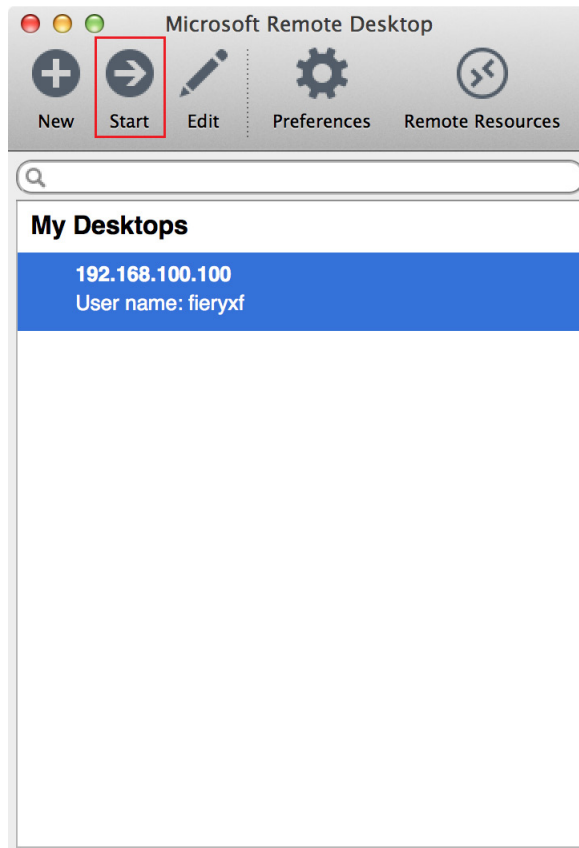 Microsoft Remote Desktop
New Start Edit Preferences Remote Resources
My Desktops
192.168.100.100
User name: fieryxf